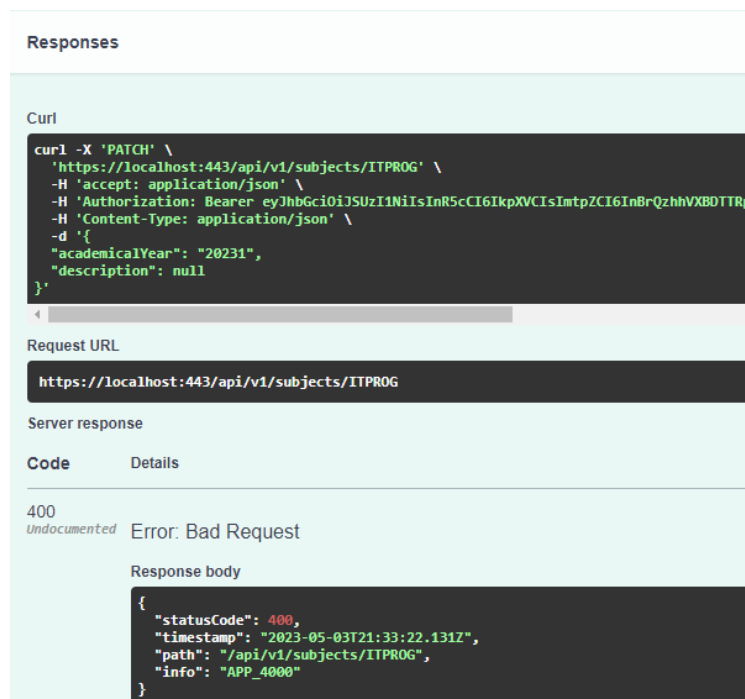 Responses
Curl
curl -X 'PATCH' \
'https://localhost:443/api/v1/subjects/ITPROG' \
-H 'accept: application/json' \
-H 'Authorization: Bearer eyJhbGciOiJSUzI1NiIsInR5cCI6IkpXVCIsImtpZCI6InBrQzhhVXBDTTRp
-H 'Content-Type: application/json' \
-d '{
"academicalYear": "20231",
"description": null
}'
Request URL
https://localhost:443/api/v1/subjects/ITPROG
Server response
Code Details
400
Undocumented
Error: Bad Request
Response body
{
"statusCode": 400,
"timestamp": "2023-05-03T21:33:22.131Z",
"path": "/api/v1/subjects/ITPROG",
"info": "APP_4000"
}